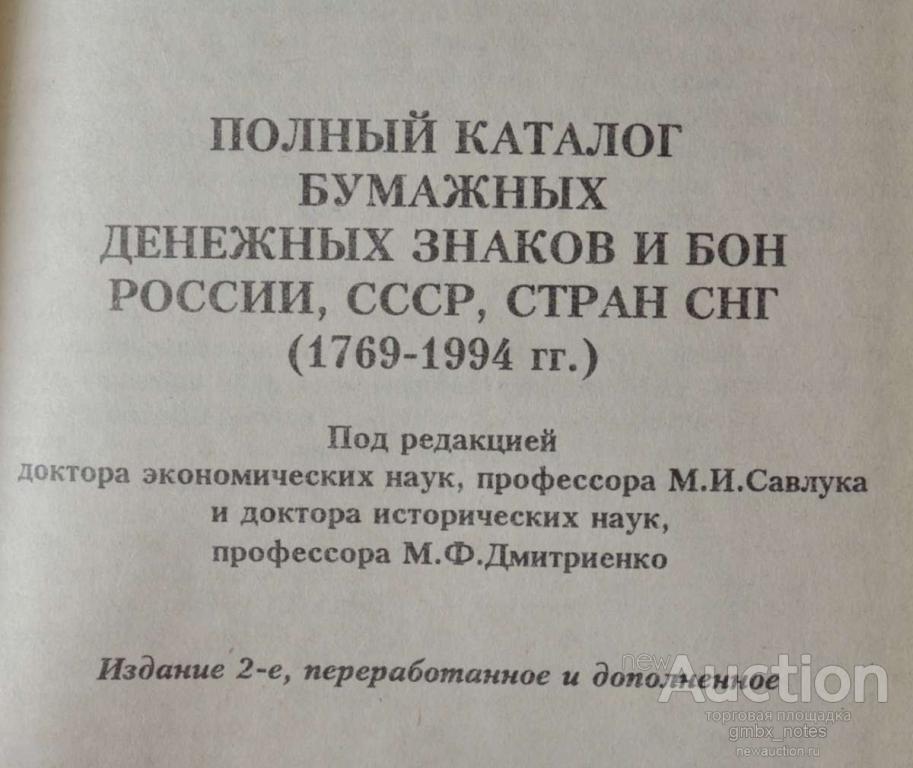 ПОЛНЫЙ КАТАЛОГ
БУМАЖНЫХ
ДЕНЕЖНЫХ ЗНАКОВ И БОН
РОССИИ, СССР, СТРАН СНГ
(1769-1994 гг.)
Под редакцией
доктора экономических наук, профессора М.И.Савлука
и доктора исторических наук,
профессора М.Ф.Дмитриенко
Издание 2-е, переработанное и дополненное
newAuction
торговая площадка
gmbx_notes
newauction.ru